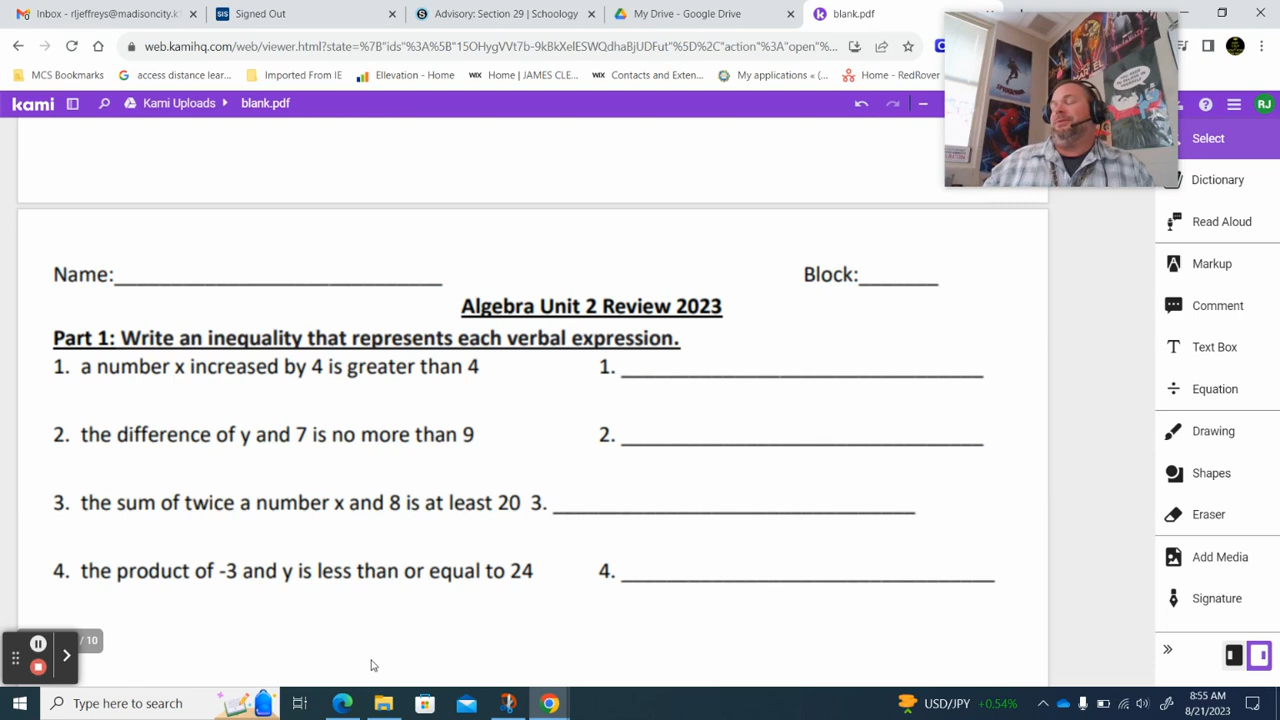 Inbox - rljeffreys@madisoncity.k
Signed Out
Advisory: Section 29 | Schoology
My Drive - Google Drive
blank.pdf
web.kamihq.com/web/viewer.html?state=%7B"ids"%3A%5B"15OFrgVVt7b-9kBkXelESWQdhaBjUDFut"%5D%2C"action"%3A"open"%...
MCS Bookmarks
access distance lear...
Imported From IE
Ellevation - Home
WIX Home | JAMES CLE...
WIX Contacts and Exten...
My applications « (...
Home - RedRover
kami
Kami Uploads
blank.pdf
RJ
Select
Dictionary
Read Aloud
Markup
Comment
Text Box
Equation
Drawing
Shapes
Eraser
Add Media
Signature
Name:____________________________ Block:_______
Algebra Unit 2 Review 2023
Part 1: Write an inequality that represents each verbal expression.
1. a number x increased by 4 is greater than 4 1. ________________________________
2. the difference of y and 7 is no more than 9 2. ________________________________
3. the sum of twice a number x and 8 is at least 20 3. ________________________________
4. the product of -3 and y is less than or equal to 24 4. _________________________________
/ 10
Type here to search
USD/JPY +0.54%
8:55 AM
8/21/2023